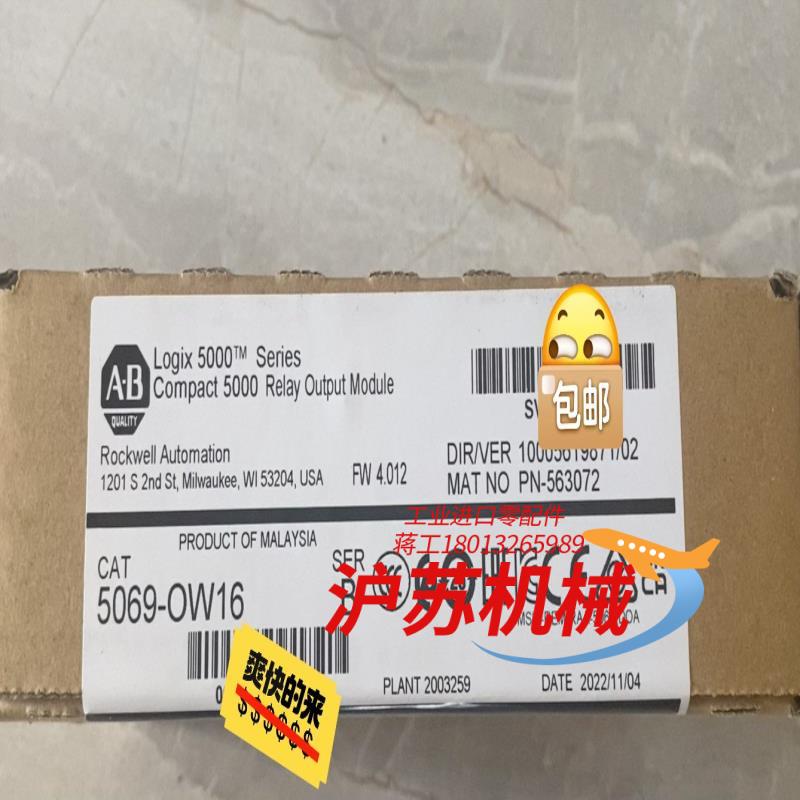 Logix 5000™ Series
Compact 5000 Relay Output Module
A·B
QUALITY
包邮
Rockwell Automation
1201 S 2nd St, Milwaukee, WI 53204, USA
FW 4.012
DIR/VER 10005619871/02
MAT NO PN-563072
工业进口零配件
蒋工18013265989
PRODUCT OF MALAYSIA
CAT
5069-OW16
SER
B
沪苏机械
爽快的来
$$$$$$
PLANT 2003259
DATE 2022/11/04